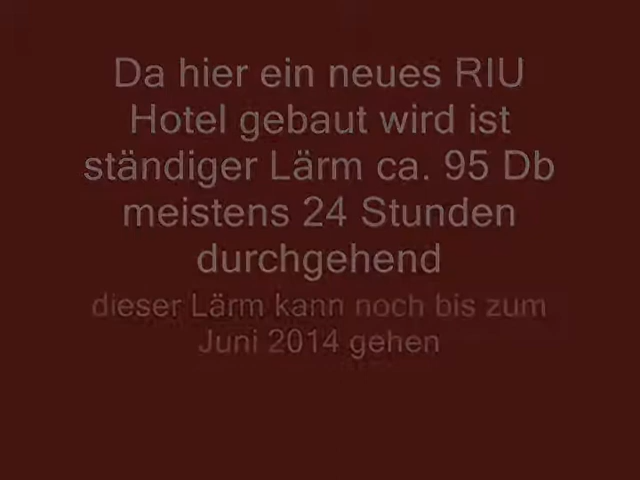 Da hier ein neues RIU
Hotel gebaut wird ist
ständiger Lärm ca. 95 Db
meistens 24 Stunden
durchgehend
dieser Lärm kann noch bis zum
Juni 2014 gehen